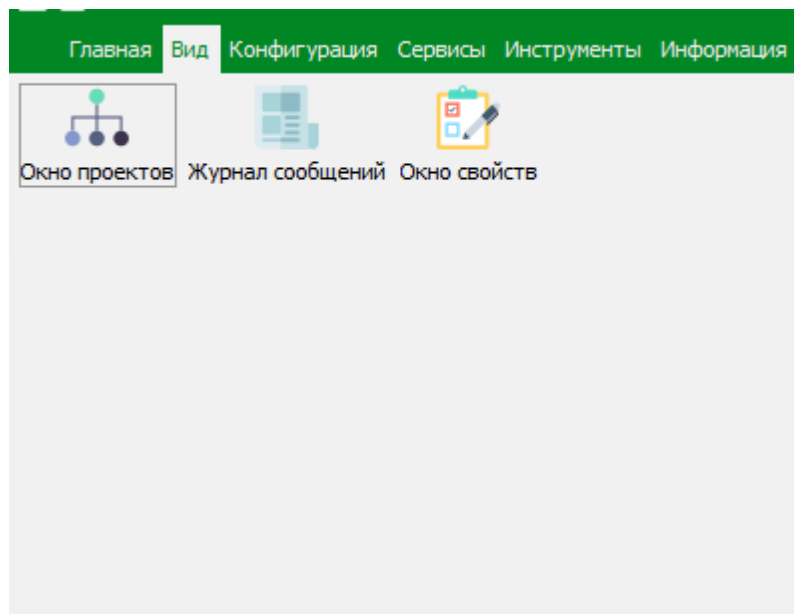 Главная Вид Конфигурация Сервисы Инструменты Информация
Окно проектов Журнал сообщений Окно свойств